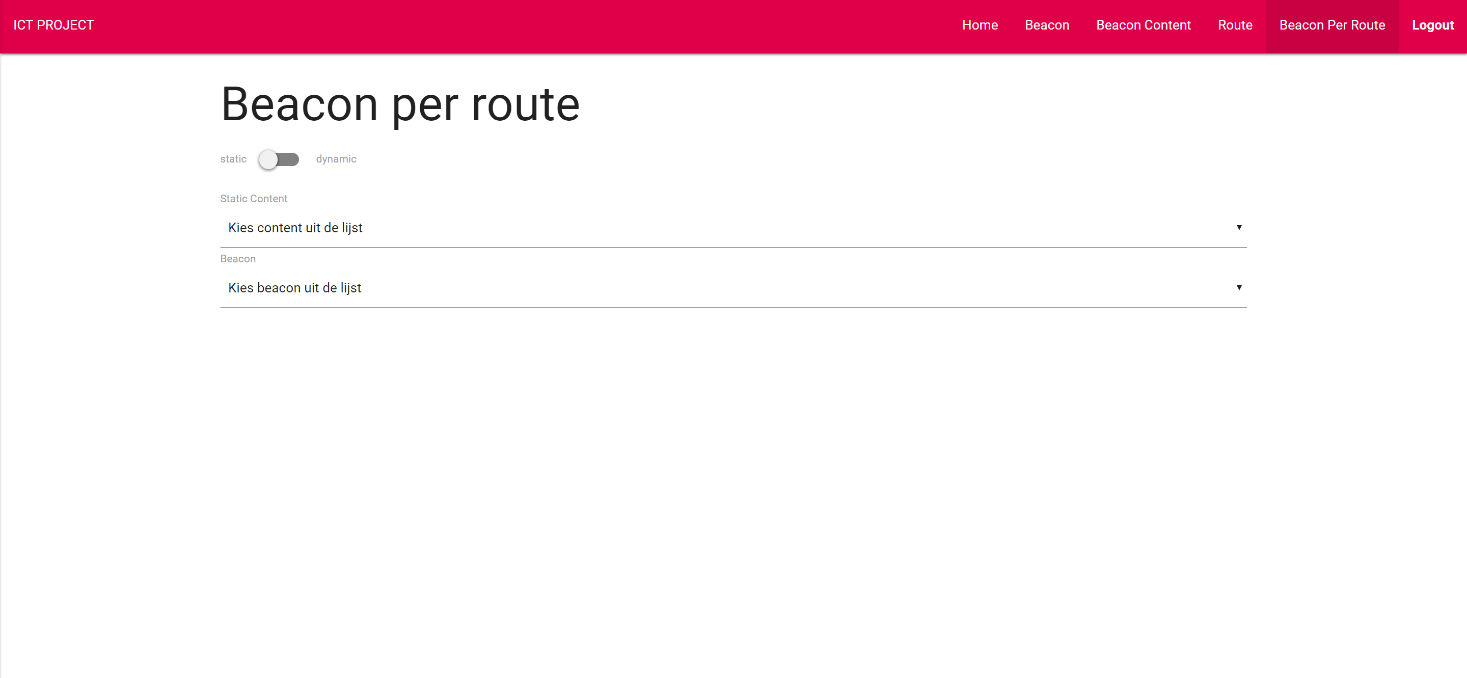 ICT PROJECT Home Beacon Beacon Content Route Beacon Per Route Logout
Beacon per route
static dynamic
Static Content
Kies content uit de lijst
Beacon
Kies beacon uit de lijst